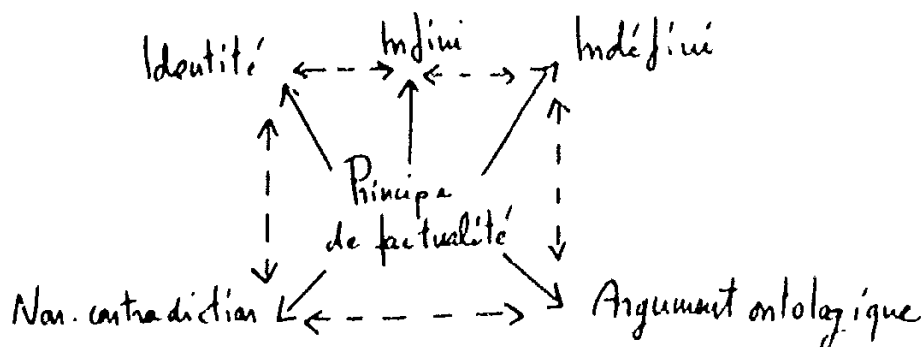 Identité
Infini
Indéfini
Principe
de factualité
Non-contradiction
Argument ontologique